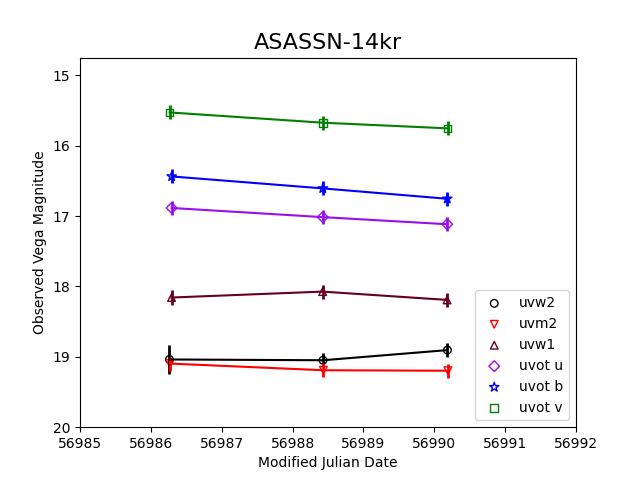 ASASSN-14kr
Observed Vega Magnitude
15
16
17
18
19
20
uvw2
uvm2
uvw1
uvot u
uvot b
uvot v
56985 56986 56987 56988 56989 56990 56991 56992
Modified Julian Date